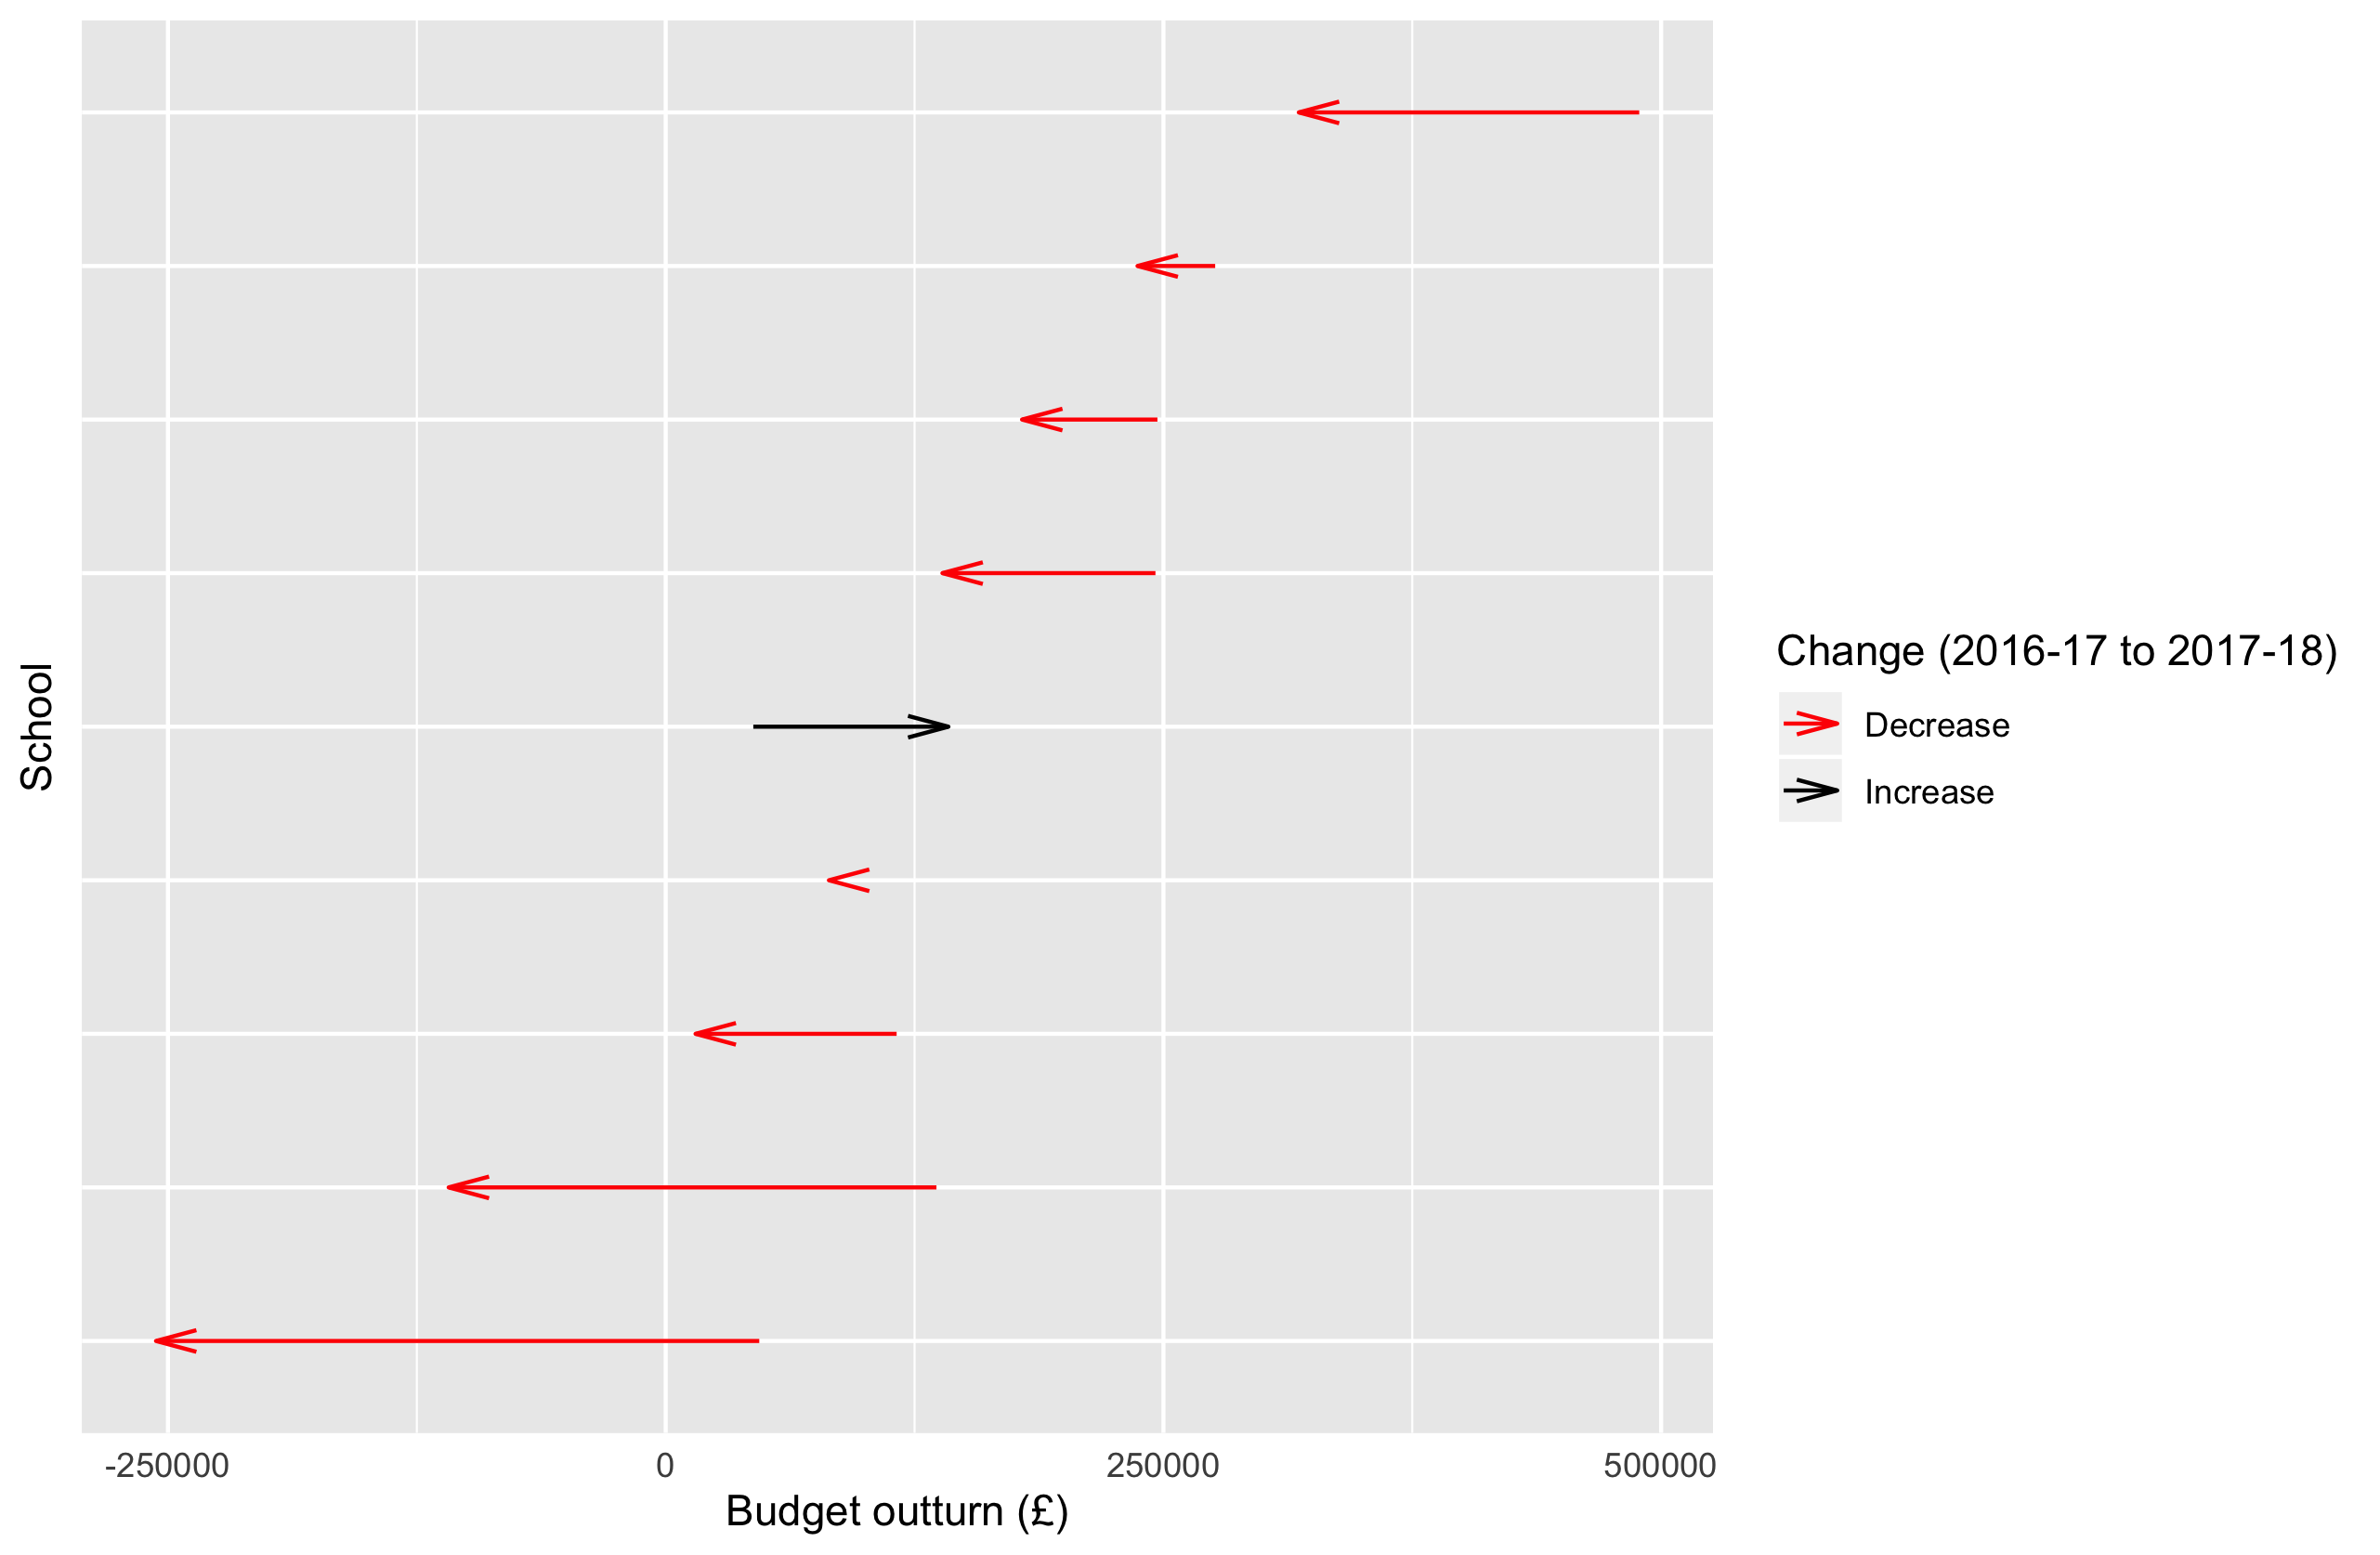 School
-250000
0
250000
500000
Budget outturn (£)
Change (2016-17 to 2017-18)
Decrease
Increase